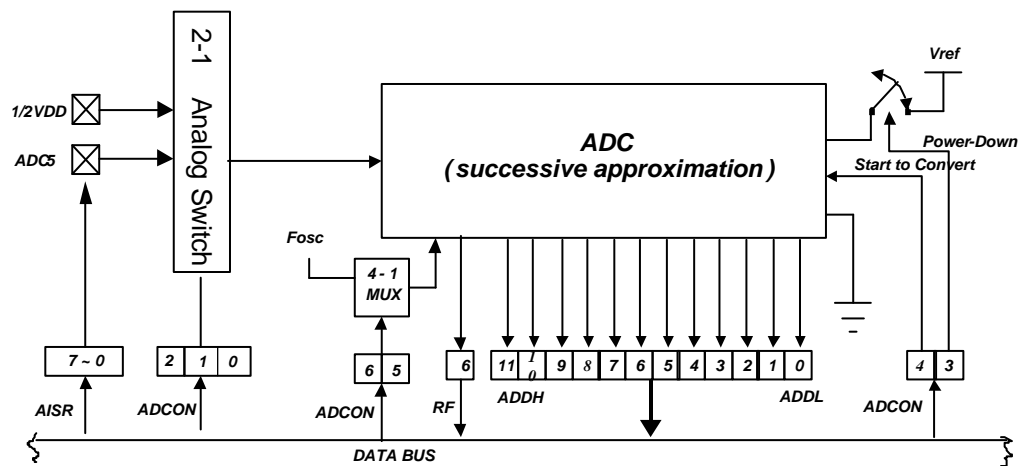 2-1 Analog Switch
1/2VDD
ADC5
ADC
( successive approximation )
Vref
Power-Down
Start to Convert
Fosc
4 - 1
MUX
7 ~ 0
2 1 0
6 5
6
11 10 9 8 7 6 5 4 3 2 1 0
4 3
AISR
ADCON
ADCON
RF
ADDH
ADDL
ADCON
DATA BUS